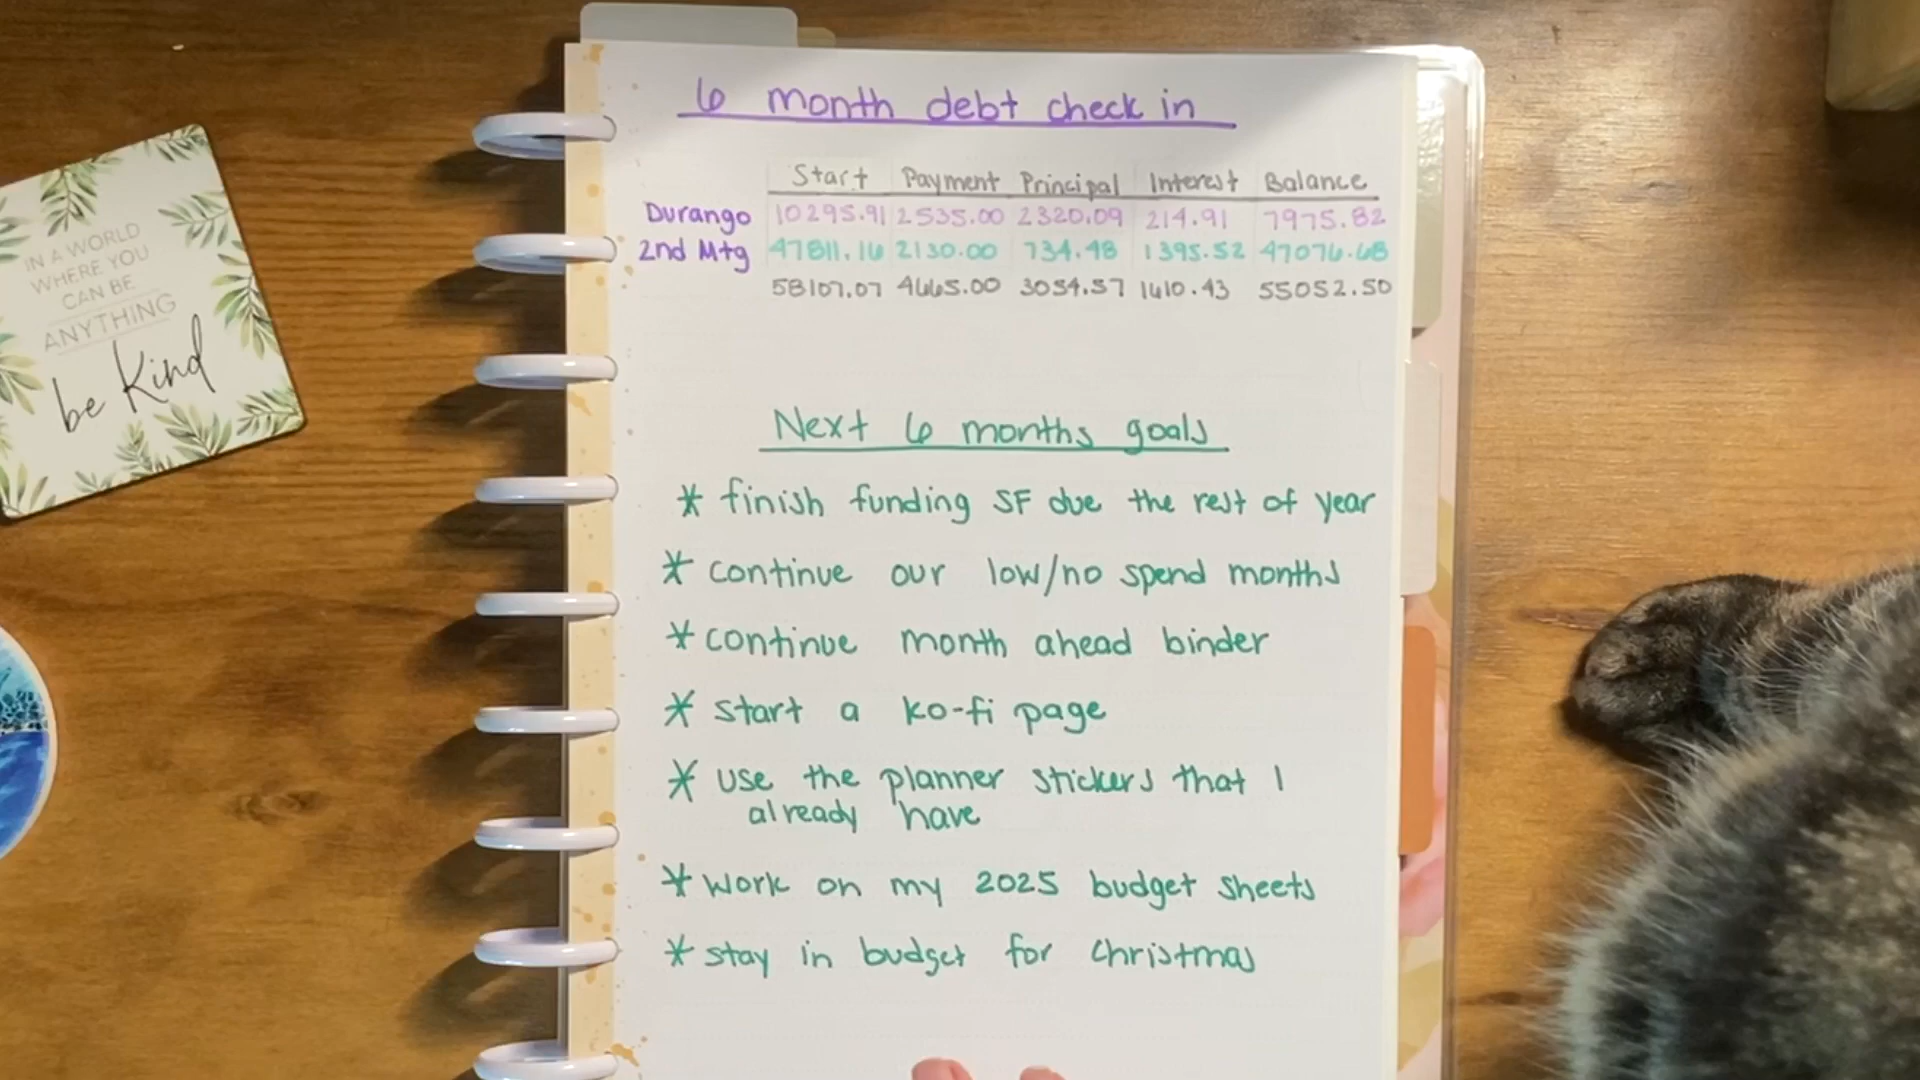 6 month debt check in
Start Payment Principal Interest Balance
Durango 10295.91 2535.00 2320.09 214.91 7975.82
2nd Mtg 47811.16 2130.00 734.48 1395.52 47076.68
58107.07 4665.00 3054.57 1610.43 55052.50
Next 6 months goals
* finish funding SF due the rest of year
* continue our low/no spend months
* continue month ahead binder
* start a ko-fi page
* use the planner stickers that I
already have
* work on my 2025 budget sheets
* stay in budget for christmas
IN A WORLD
WHERE YOU
CAN BE
ANYTHING
be Kind